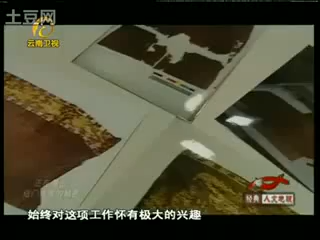 土豆网
云南卫视
经典人文地理
始终对这项工作怀有极大的兴趣